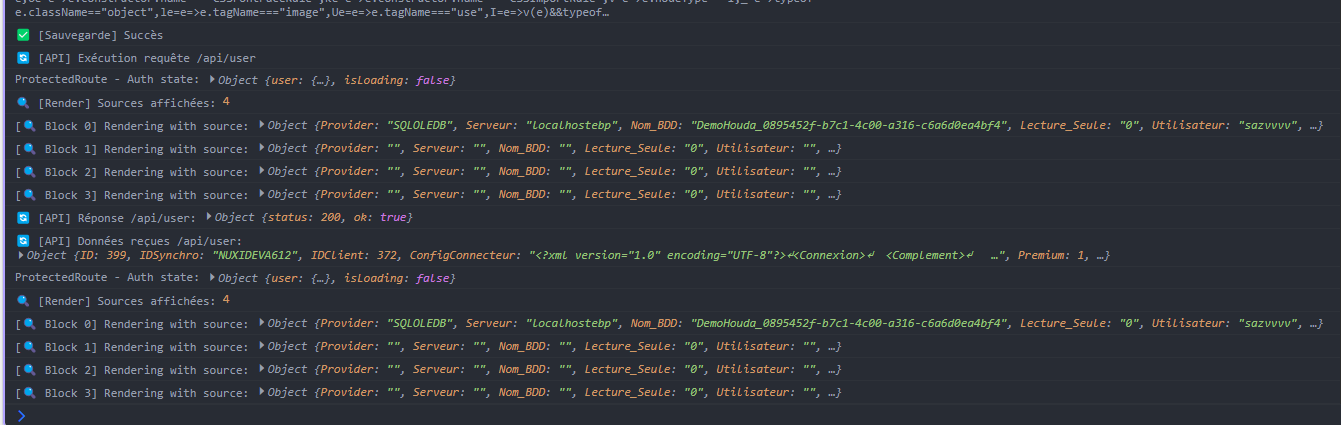 e.className=="object",le=e=>e.tagName==="image",Ue=e=>e.tagName==="use",I=e=>v(e)&&typeof…
[Sauvegarde] Succès
[API] Exécution requête /api/user
ProtectedRoute - Auth state: Object {user: {…}, isLoading: false}
[Render] Sources affichées: 4
[ Block 0] Rendering with source: Object {Provider: "SQLOLEDB", Serveur: "localhostebp", Nom_BDD: "DemoHouda_0895452f-b7c1-4c00-a316-c6a6d0ea4bf4", Lecture_Seule: "0", Utilisateur: "sazvvvv", …}
[ Block 1] Rendering with source: Object {Provider: "", Serveur: "", Nom_BDD: "", Lecture_Seule: "0", Utilisateur: "", …}
[ Block 2] Rendering with source: Object {Provider: "", Serveur: "", Nom_BDD: "", Lecture_Seule: "0", Utilisateur: "", …}
[ Block 3] Rendering with source: Object {Provider: "", Serveur: "", Nom_BDD: "", Lecture_Seule: "0", Utilisateur: "", …}
[API] Réponse /api/user: Object {status: 200, ok: true}
[API] Données reçues /api/user:
Object {ID: 399, IDSynchro: "NUXIDEVA612", IDClient: 372, ConfigConnecteur: "<?xml version="1.0" encoding="UTF-8"?>↵<Connexion>↵ <Complement>↵ …", Premium: 1, …}
ProtectedRoute - Auth state: Object {user: {…}, isLoading: false}
[Render] Sources affichées: 4
[ Block 0] Rendering with source: Object {Provider: "SQLOLEDB", Serveur: "localhostebp", Nom_BDD: "DemoHouda_0895452f-b7c1-4c00-a316-c6a6d0ea4bf4", Lecture_Seule: "0", Utilisateur: "sazvvvv", …}
[ Block 1] Rendering with source: Object {Provider: "", Serveur: "", Nom_BDD: "", Lecture_Seule: "0", Utilisateur: "", …}
[ Block 2] Rendering with source: Object {Provider: "", Serveur: "", Nom_BDD: "", Lecture_Seule: "0", Utilisateur: "", …}
[ Block 3] Rendering with source: Object {Provider: "", Serveur: "", Nom_BDD: "", Lecture_Seule: "0", Utilisateur: "", …}